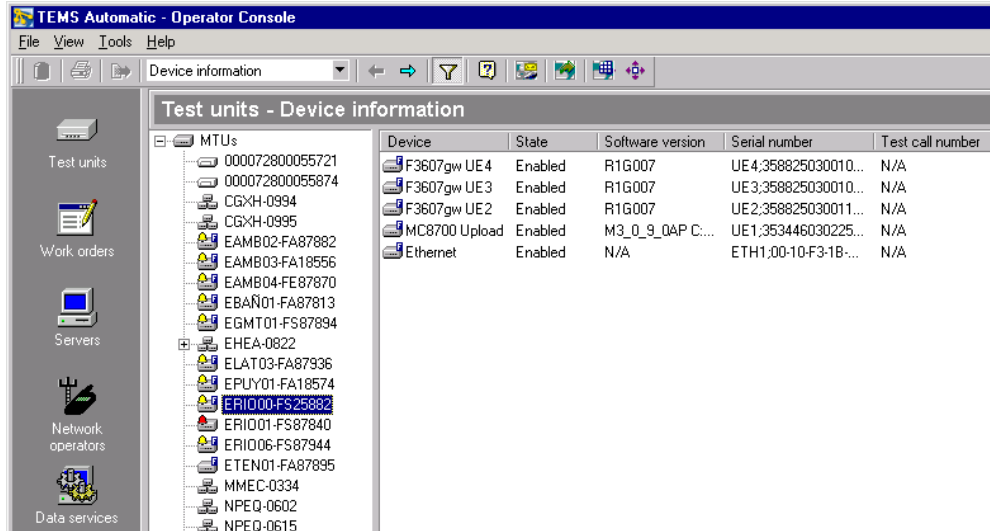 TEMS Automatic - Operator Console
File View Tools Help
Device information
Test units - Device information
Test units
Work orders
Servers
Network
operators
Data services
MTUs
000072800055721
000072800055874
CGXH-0994
CGXH-0995
EAMB02-FA87882
EAMB03-FA18556
EAMB04-FE87870
EBAÑ01-FA87813
EGMT01-FS87894
EHEA-0822
ELAT03-FA87936
EPUY01-FA18574
ERIO00-FS25882
ERIO01-FS87840
ERIO06-FS87944
ETEN01-FA87895
MMEC-0334
NPEQ-0602
NPEQ-0615
Device State Software version Serial number Test call number
F3607gw UE4 Enabled R1G007 UE4;358825030010... N/A
F3607gw UE3 Enabled R1G007 UE3;358825030010... N/A
F3607gw UE2 Enabled R1G007 UE2;358825030011... N/A
MC8700 Upload Enabled M3_0_9_0AP C:... UE1;353446030225... N/A
Ethernet Enabled N/A ETH1;00-10-F3-1B-... N/A